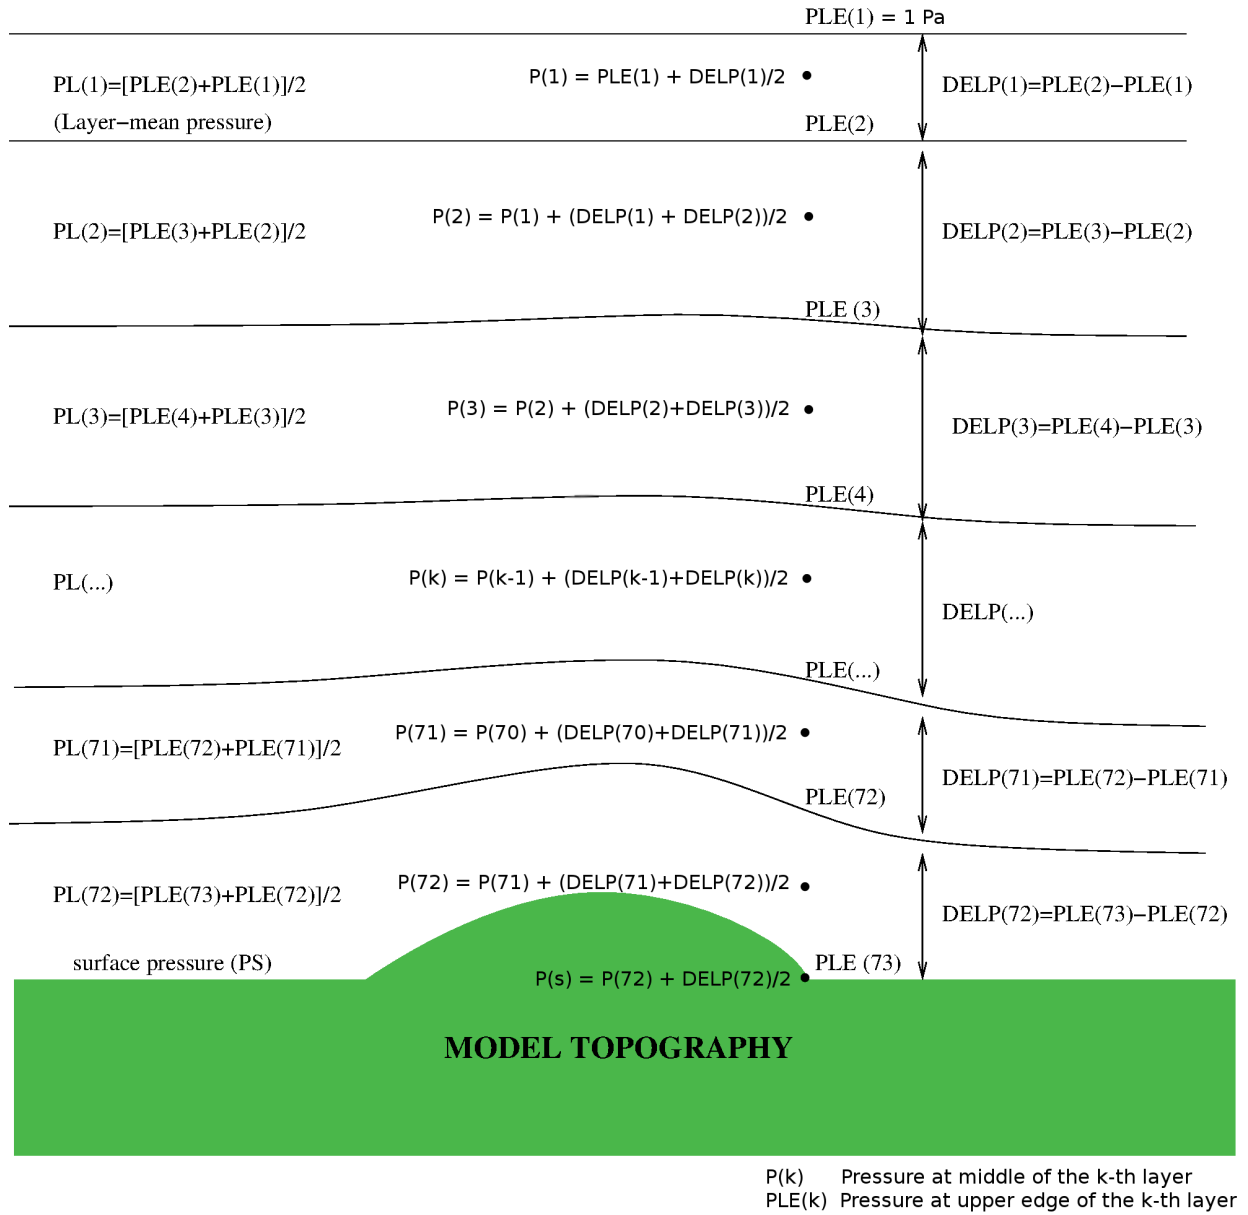 PLE(1) = 1 Pa
PL(1)=[PLE(2)+PLE(1)]/2
P(1) = PLE(1) + DELP(1)/2
DELP(1)=PLE(2)−PLE(1)
(Layer−mean pressure)
PLE(2)
PL(2)=[PLE(3)+PLE(2)]/2
P(2) = P(1) + (DELP(1) + DELP(2))/2
DELP(2)=PLE(3)−PLE(2)
PLE (3)
PL(3)=[PLE(4)+PLE(3)]/2
P(3) = P(2) + (DELP(2)+DELP(3))/2
DELP(3)=PLE(4)−PLE(3)
PLE(4)
PL(...)
P(k) = P(k-1) + (DELP(k-1)+DELP(k))/2
DELP(...)
PLE(...)
PL(71)=[PLE(72)+PLE(71)]/2
P(71) = P(70) + (DELP(70)+DELP(71))/2
DELP(71)=PLE(72)−PLE(71)
PLE(72)
PL(72)=[PLE(73)+PLE(72)]/2
P(72) = P(71) + (DELP(71)+DELP(72))/2
DELP(72)=PLE(73)−PLE(72)
surface pressure (PS)
PLE (73)
P(s) = P(72) + DELP(72)/2
MODEL TOPOGRAPHY
P(k) Pressure at middle of the k-th layer
PLE(k) Pressure at upper edge of the k-th layer